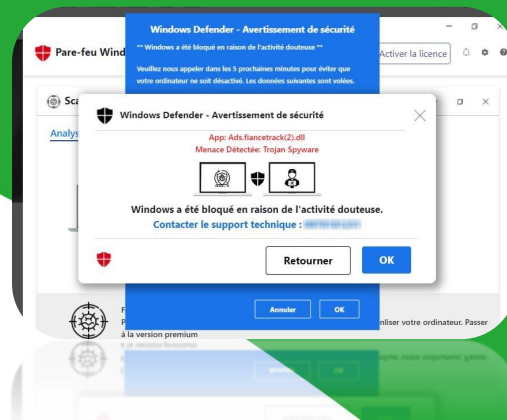 Windows Defender - Avertissement de sécurité
** Windows a été bloqué en raison de l'activité douteuse **
Veuillez nous appeler dans les 5 prochaines minutes pour éviter que
votre ordinateur ne soit désactivé. Les données suivantes sont volées.
Pare-feu Wind
Activer la licence
Sca
Analys
Windows Defender - Avertissement de sécurité
App: Ads.fiancetrack(2).dll
Menace Détectée: Trojan Spyware
Windows a été bloqué en raison de l'activité douteuse.
Contacter le support technique :
Retourner
OK
Annuler
OK
F
P
nliser votre ordinateur. Passer
à la version premium